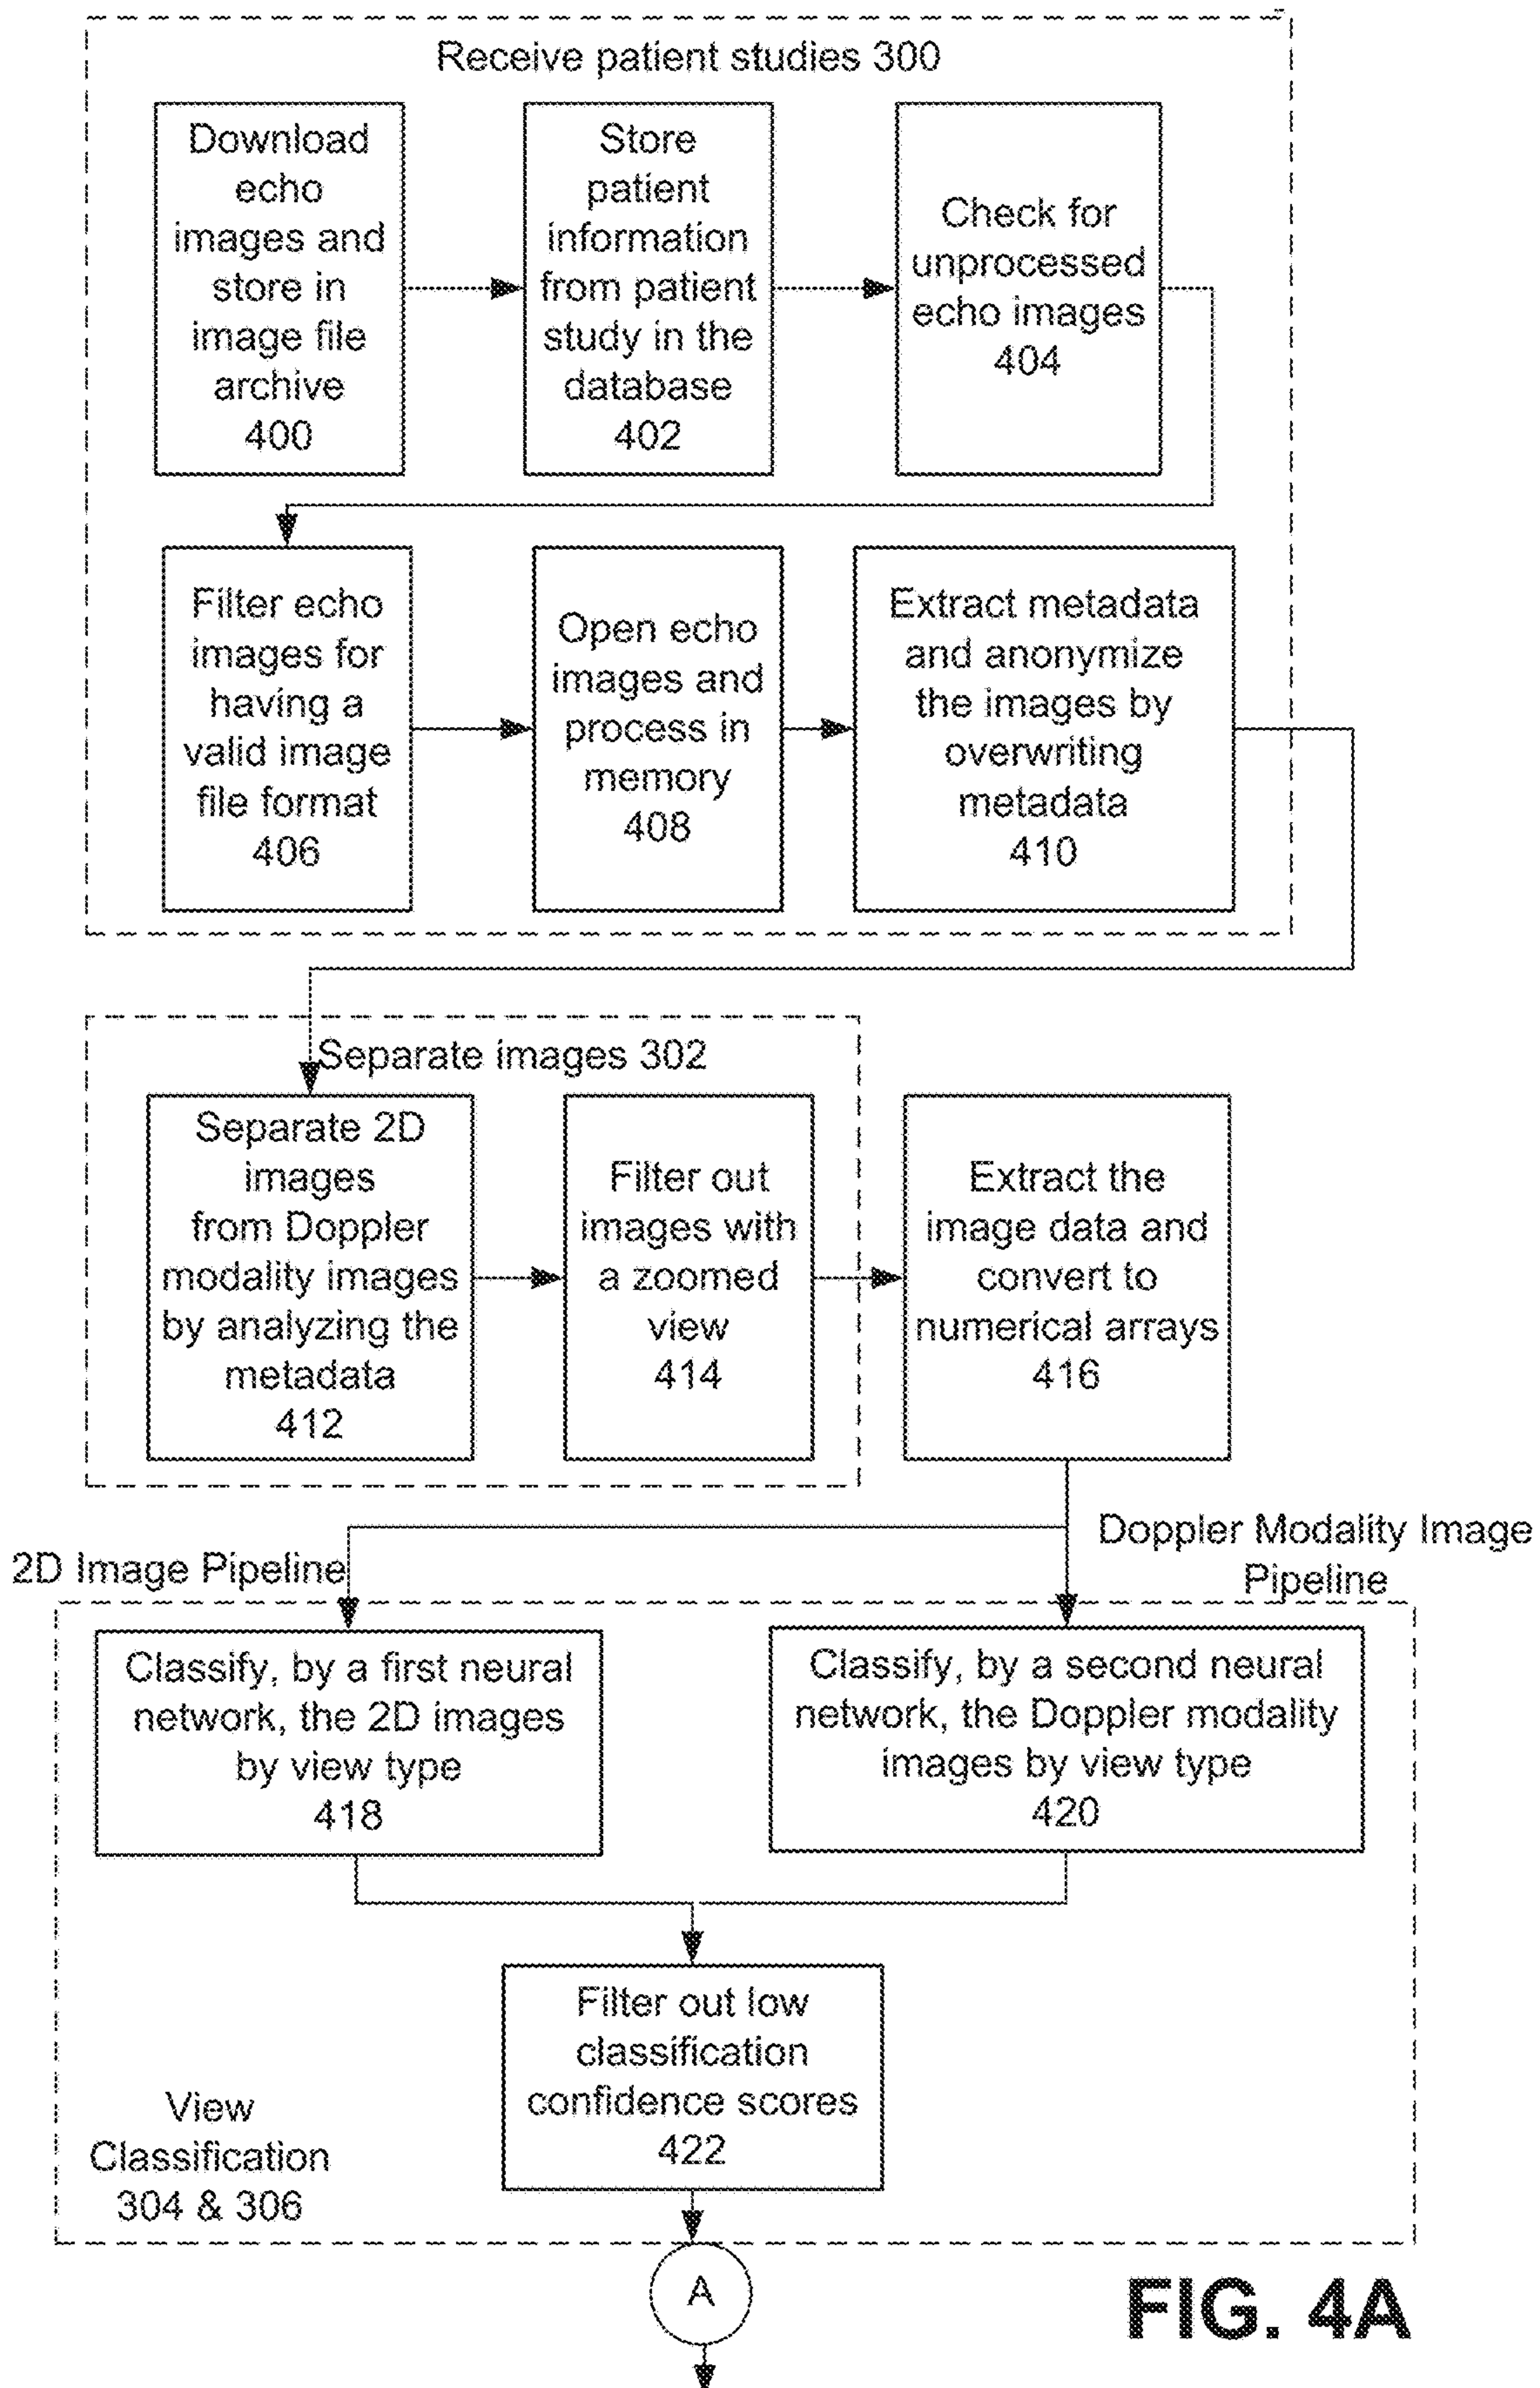 Receive patient studies 300
Download
echo
images and
store in
image file
archive
400
Store
patient
information
from patient
study in the
database
402
Check for
unprocessed
echo images
404
Filter echo
images for
having a
valid image
file format
406
Open echo
images and
process in
memory
408
Extract metadata
and anonymize
the images by
overwriting
metadata
410
Separate images 302
Separate 2D
images
from Doppler
modality images
by analyzing the
metadata
412
Filter out
images with
a zoomed
view
414
Extract the
image data and
convert to
numerical arrays
416
2D Image Pipeline
Doppler Modality Image
Pipeline
Classify, by a first neural
network, the 2D images
by view type
418
Classify, by a second neural
network, the Doppler modality
images by view type
420
Filter out low
classification
confidence scores
422
View
Classification
304 & 306
A
FIG. 4A